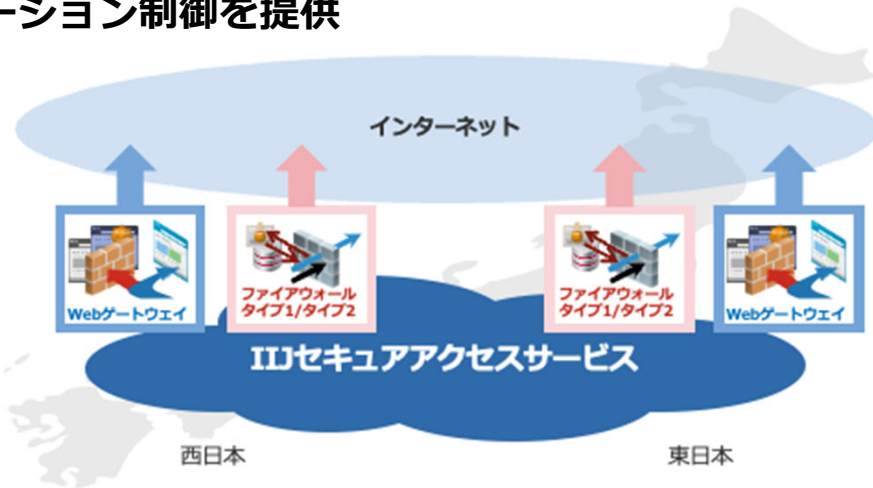 ーション制御を提供
インターネット
Webゲートウェイ
ファイアウォール
タイプ1/タイプ2
ファイアウォール
タイプ1/タイプ2
Webゲートウェイ
IIJセキュアアクセスサービス
西日本
東日本